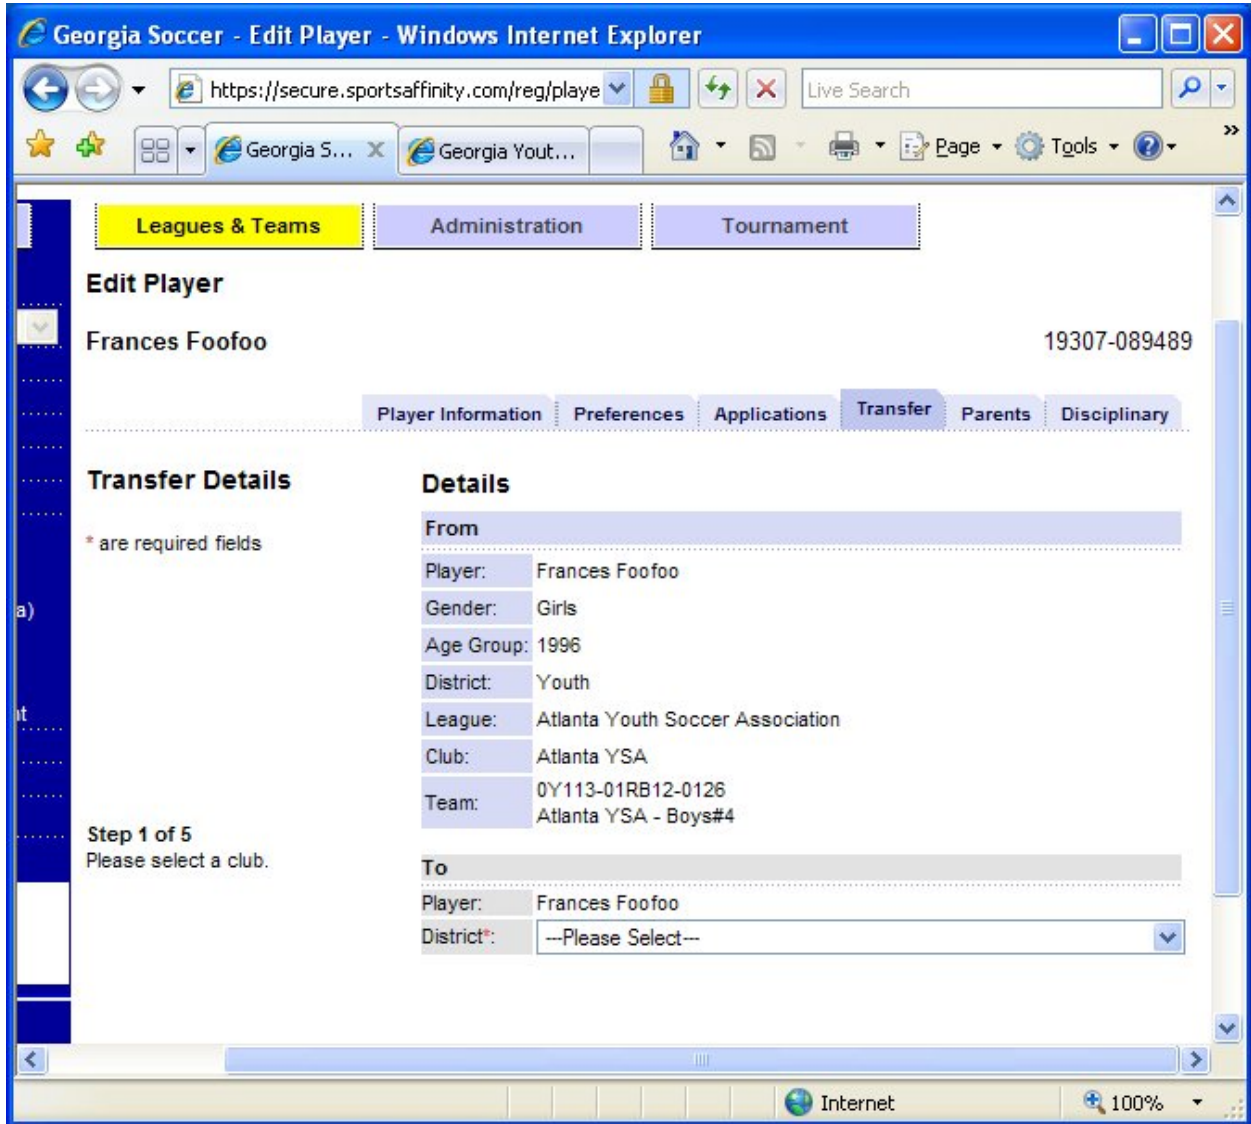 Georgia Soccer - Edit Player - Windows Internet Explorer
https://secure.sportsaffinity.com/reg/playe
Live Search
Georgia S...
Georgia Yout...
Page
Tools
»
Leagues & Teams
Administration
Tournament
Edit Player
Frances Foofoo
19307-089489
Player Information
Preferences
Applications
Transfer
Parents
Disciplinary
Transfer Details
* are required fields
a)
Step 1 of 5
Please select a club.
Details
From
Player: Frances Foofoo
Gender: Girls
Age Group: 1996
District: Youth
League: Atlanta Youth Soccer Association
Club: Atlanta YSA
Team: 0Y113-01RB12-0126
Atlanta YSA - Boys#4
To
Player: Frances Foofoo
District*: ---Please Select---
Internet
100%